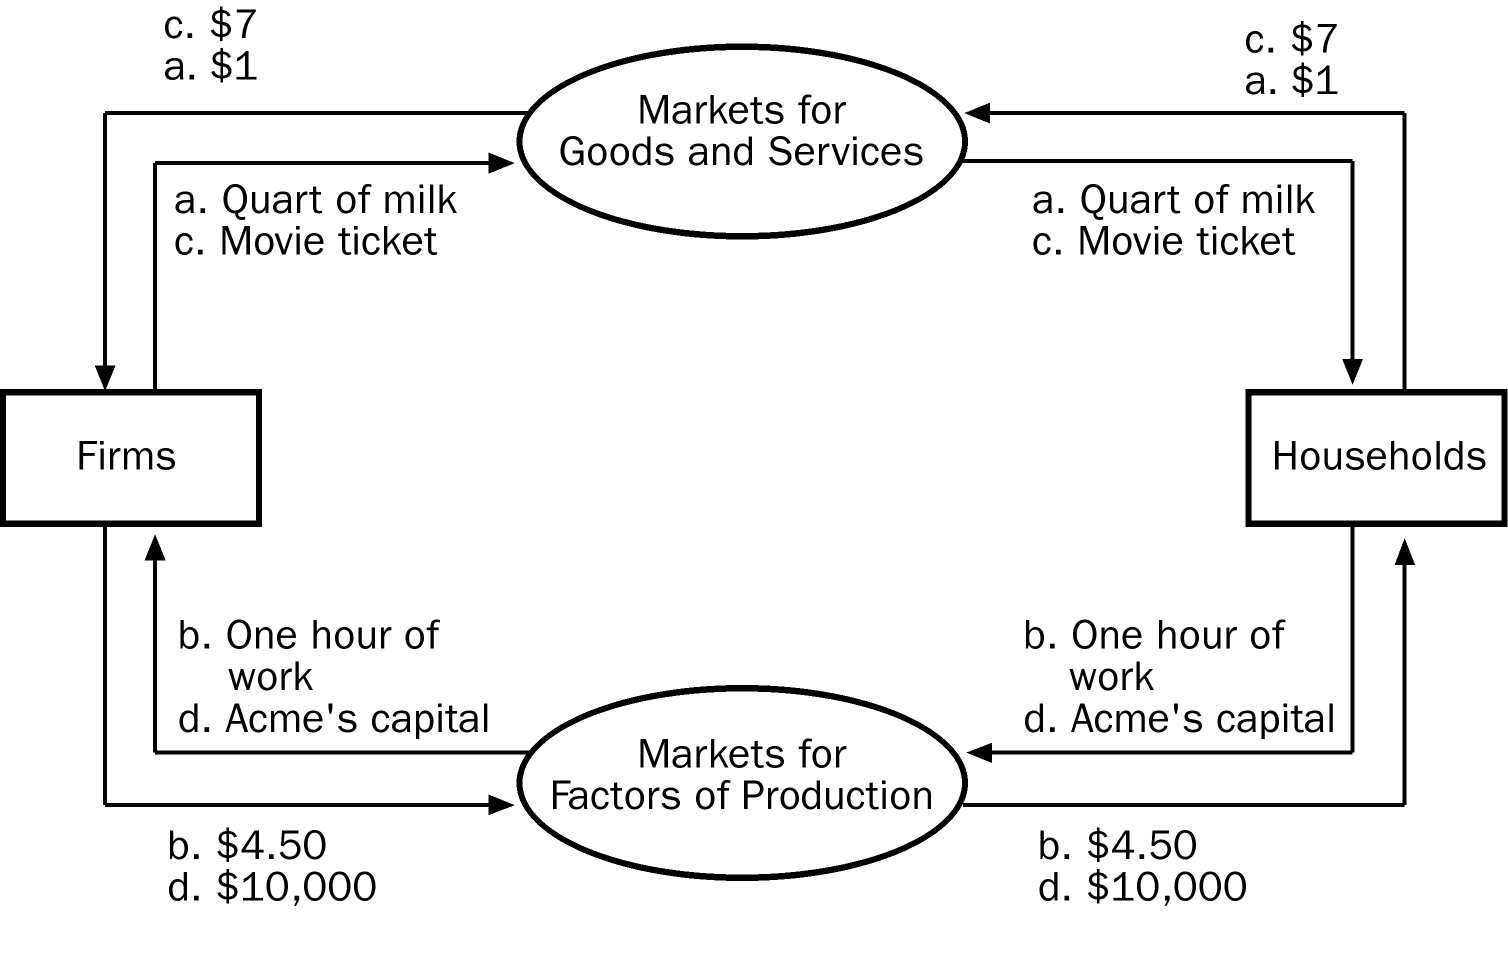 c. $7
a. $1
c. $7
a. $1
Markets for
Goods and Services
a. Quart of milk
c. Movie ticket
a. Quart of milk
c. Movie ticket
Firms
Households
b. One hour of
work
d. Acme's capital
b. One hour of
work
d. Acme's capital
Markets for
Factors of Production
b. $4.50
d. $10,000
b. $4.50
d. $10,000